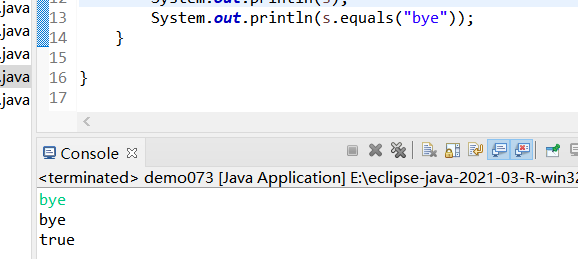 .java
12 System.out.println(s);
.java
13 System.out.println(s.equals("bye"));
.java
14 }
15
.java
16 }
.java
17
Console
<terminated> demo073 [Java Application] E:\eclipse-java-2021-03-R-win32
bye
bye
true